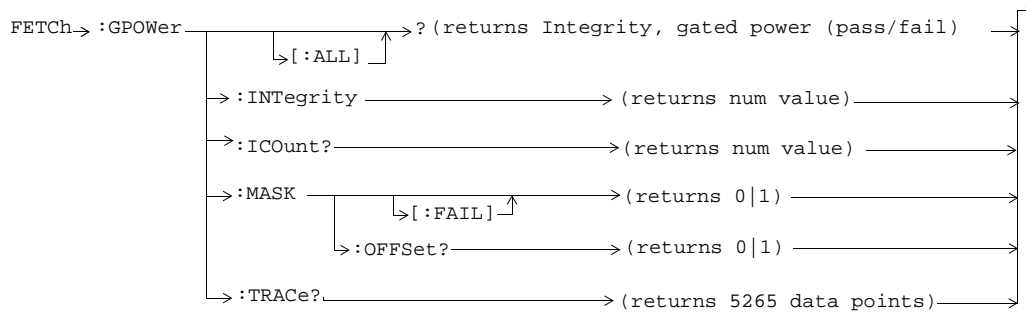 FETCh :GPOWer ?(returns Integrity, gated power (pass/fail)
[:ALL]
:INTegrity (returns num value)
:ICOunt? (returns num value)
:MASK (returns 0|1)
[:FAIL]
:OFFSet? (returns 0|1)
:TRACe? (returns 5265 data points)